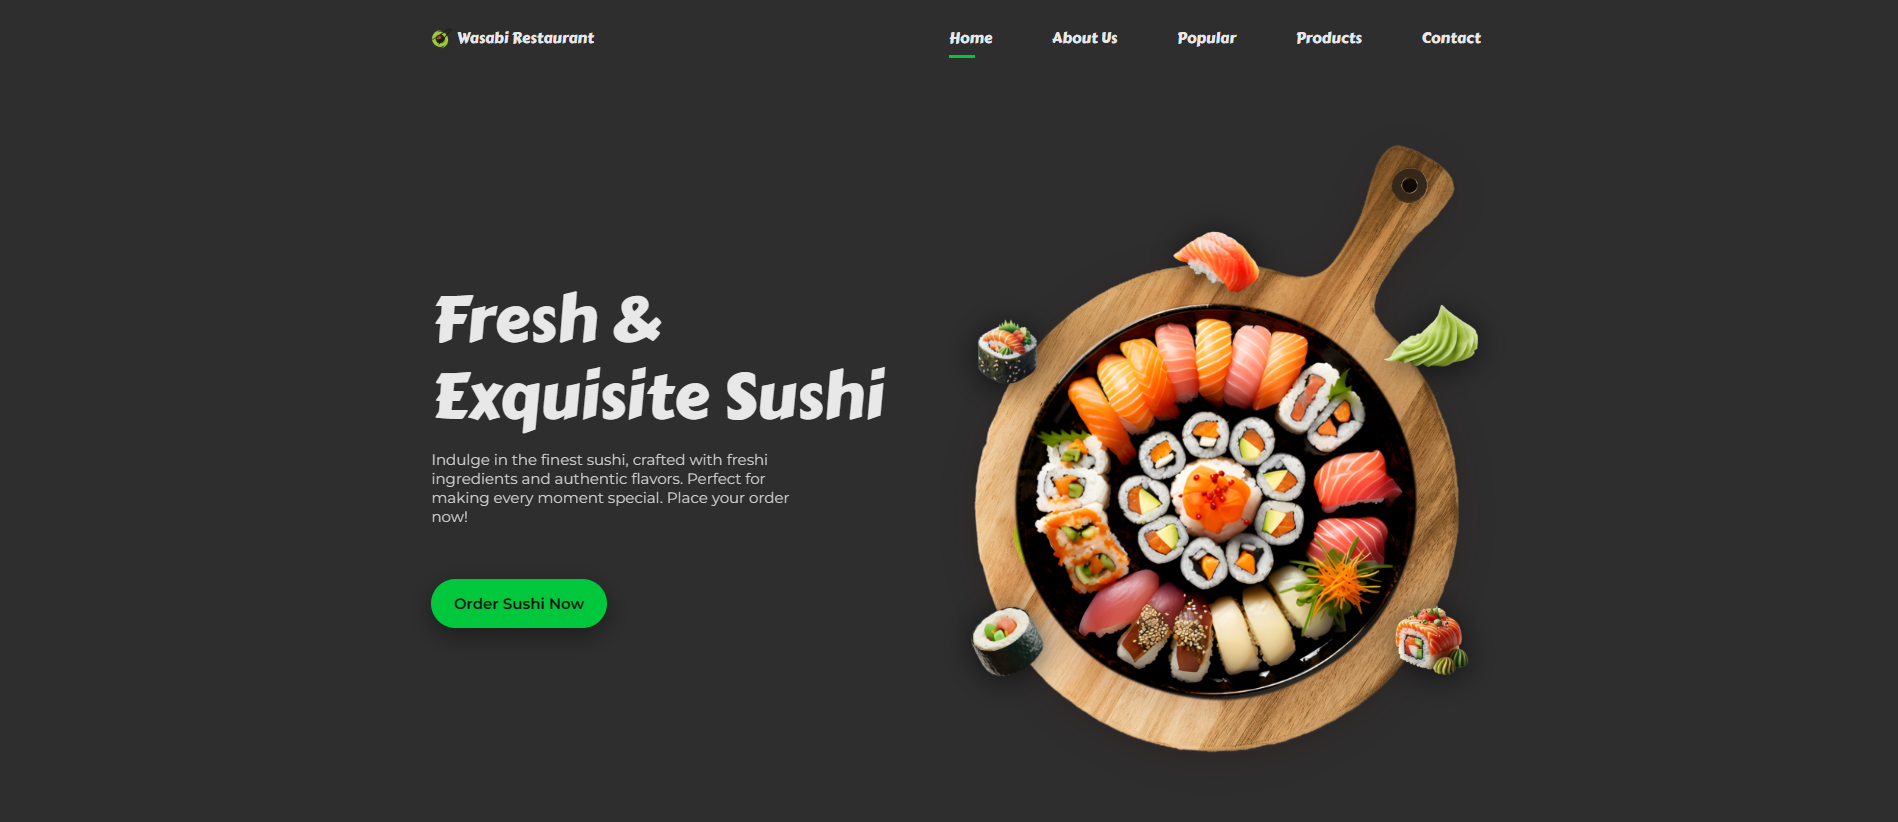 Wasabi Restaurant
Home
About Us
Popular
Products
Contact
Fresh &
Exquisite Sushi
Indulge in the finest sushi, crafted with freshi
ingredients and authentic flavors. Perfect for
making every moment special. Place your order
now!
Order Sushi Now